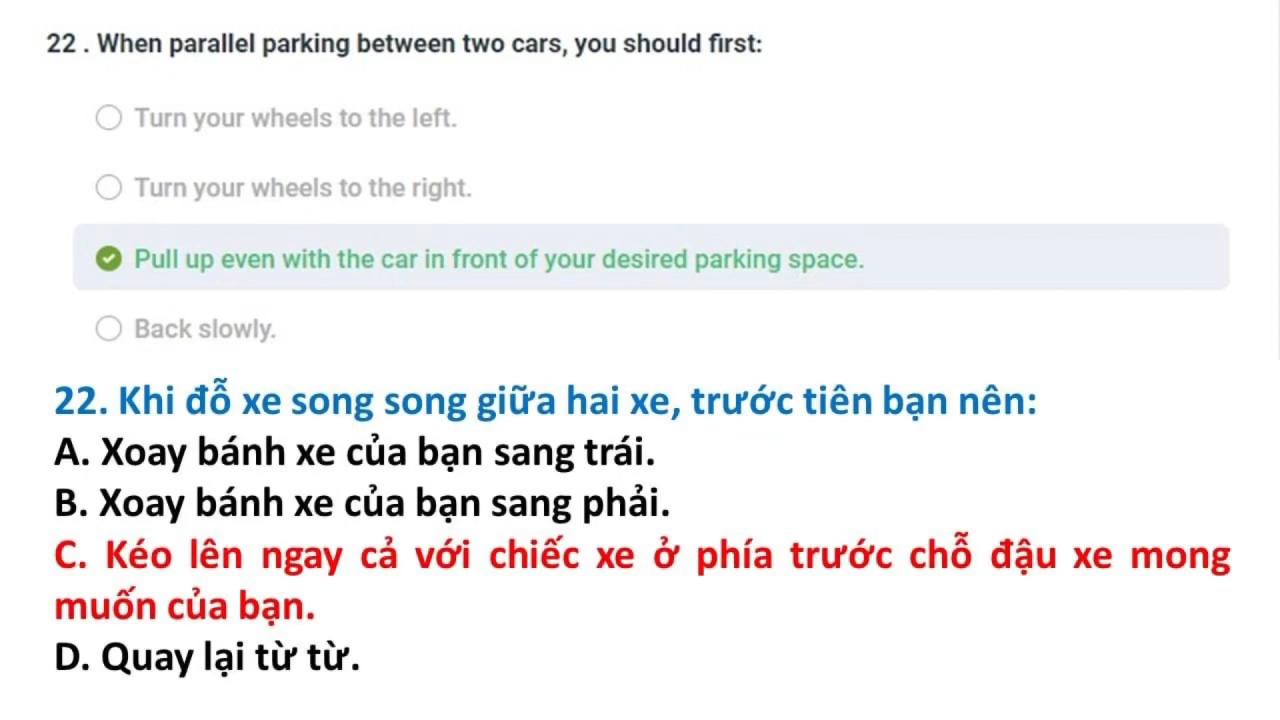 22 . When parallel parking between two cars, you should first:
Turn your wheels to the left.
Turn your wheels to the right.
Pull up even with the car in front of your desired parking space.
Back slowly.
22. Khi đỗ xe song song giữa hai xe, trước tiên bạn nên:
A. Xoay bánh xe của bạn sang trái.
B. Xoay bánh xe của bạn sang phải.
C. Kéo lên ngay cả với chiếc xe ở phía trước chỗ đậu xe mong
muốn của bạn.
D. Quay lại từ từ.